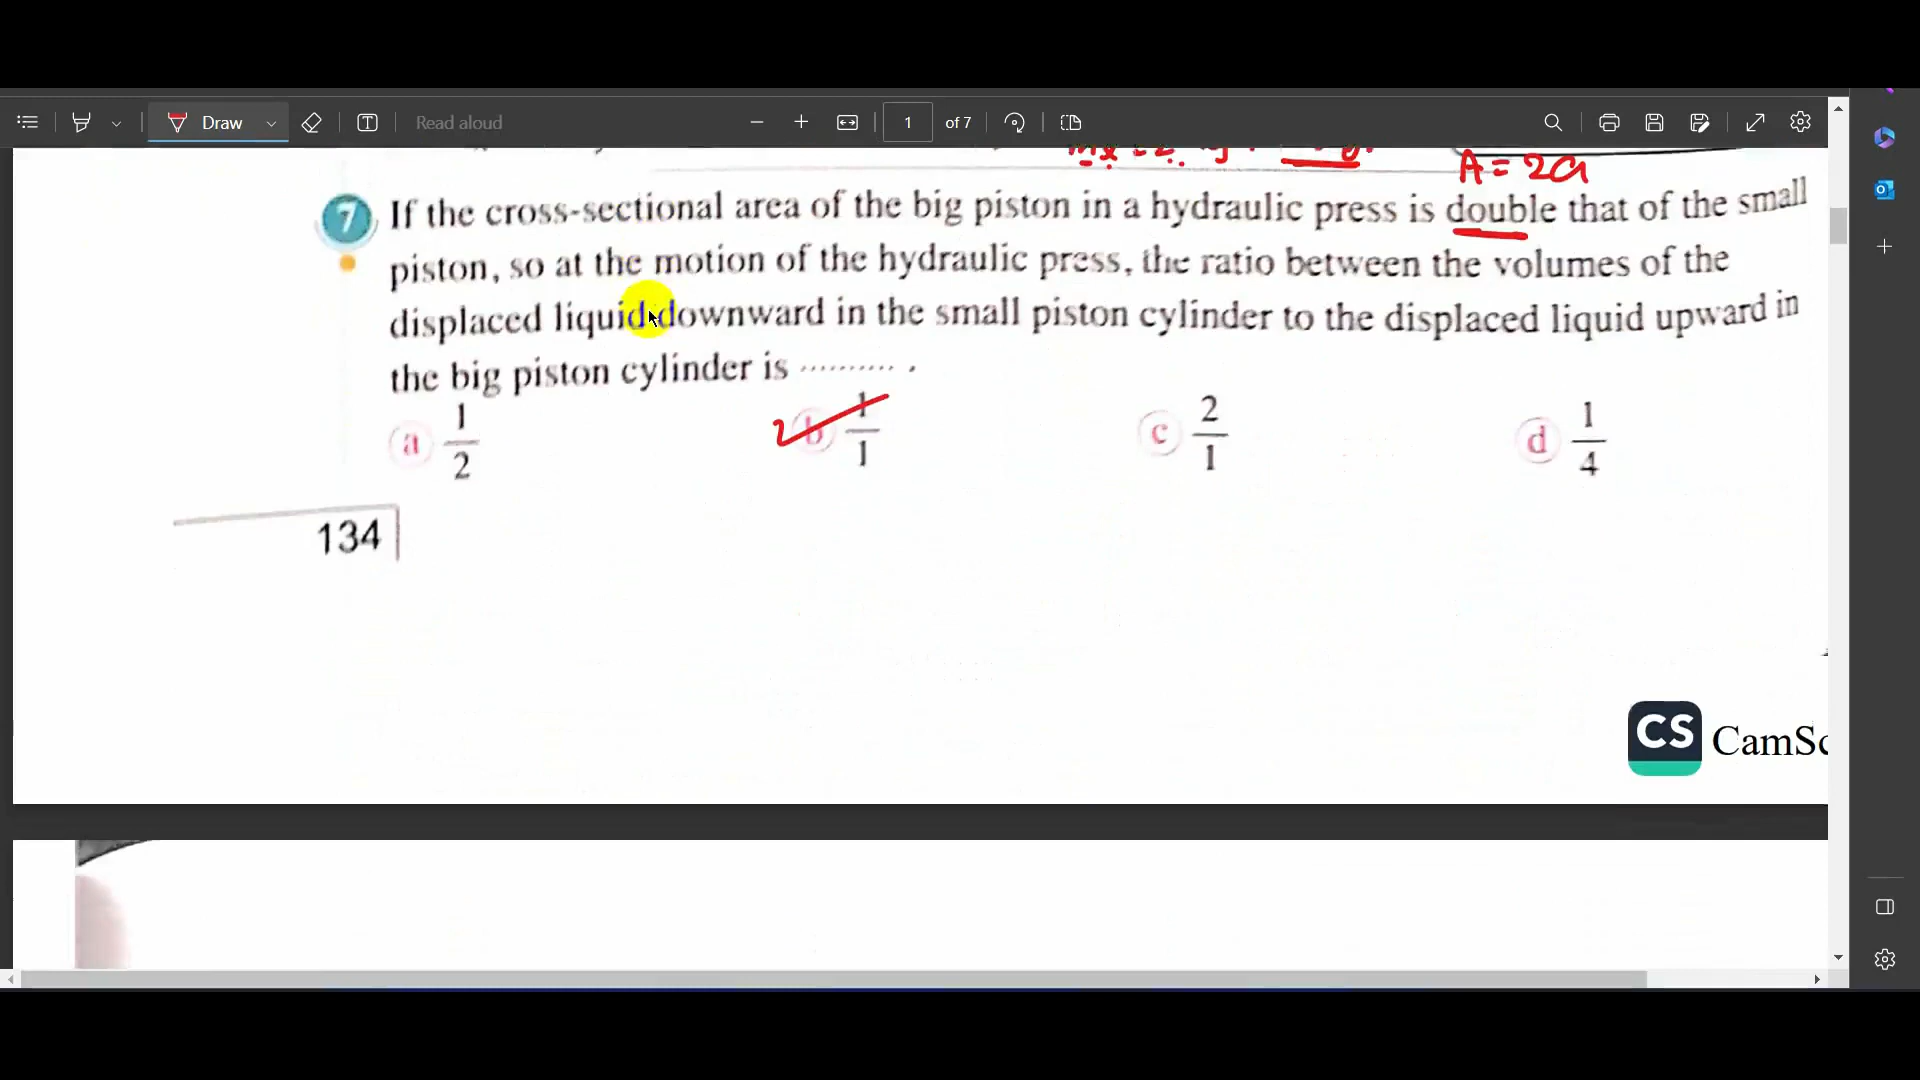 Draw
Read aloud
1 of 7
A = 2a
7 If the cross-sectional area of the big piston in a hydraulic press is double that of the small
piston, so at the motion of the hydraulic press, the ratio between the volumes of the
displaced liquid downward in the small piston cylinder to the displaced liquid upward in
the big piston cylinder is .......... .
a 1/2 b 1/1 c 2/1 d 1/4
134
CS CamSc